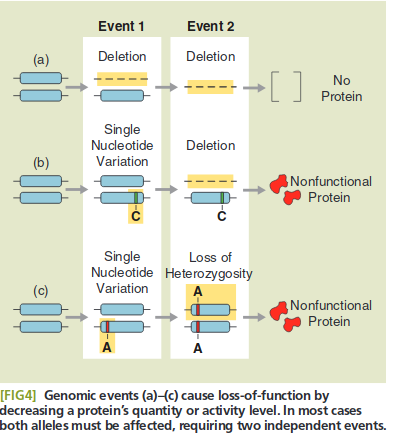 Event 1
Event 2
(a)
Deletion
Deletion
No
Protein
(b)
Single
Nucleotide
Variation
Deletion
C
C
Nonfunctional
Protein
(c)
Single
Nucleotide
Variation
Loss of
Heterozygosity
A
A
A
Nonfunctional
Protein
[FIG4] Genomic events (a)–(c) cause loss-of-function by
decreasing a protein's quantity or activity level. In most cases
both alleles must be affected, requiring two independent events.